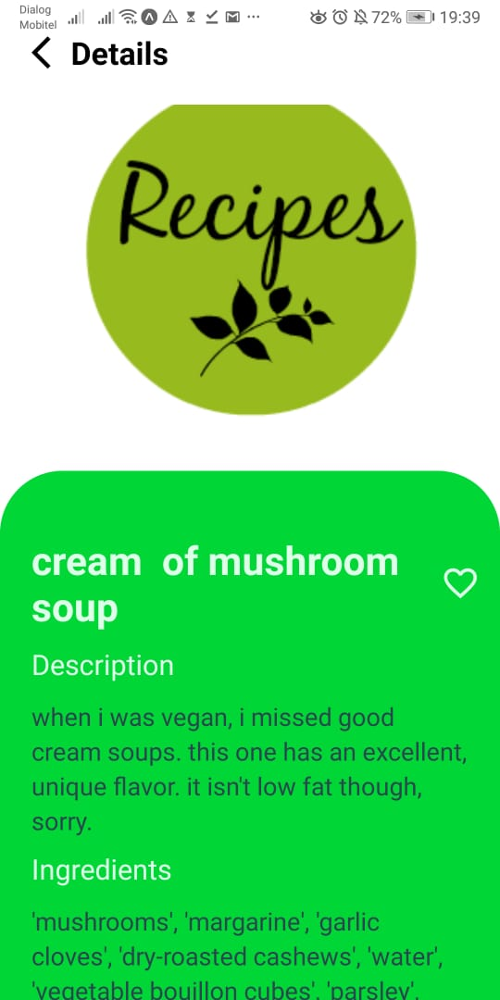 Dialog
Mobitel
72%
19:39
Details
Recipes
cream  of mushroom
soup
Description
when i was vegan, i missed good
cream soups. this one has an excellent,
unique flavor. it isn't low fat though,
sorry.
Ingredients
'mushrooms', 'margarine', 'garlic
cloves', 'dry-roasted cashews', 'water',
'vegetable bouillon cubes', 'parsley',